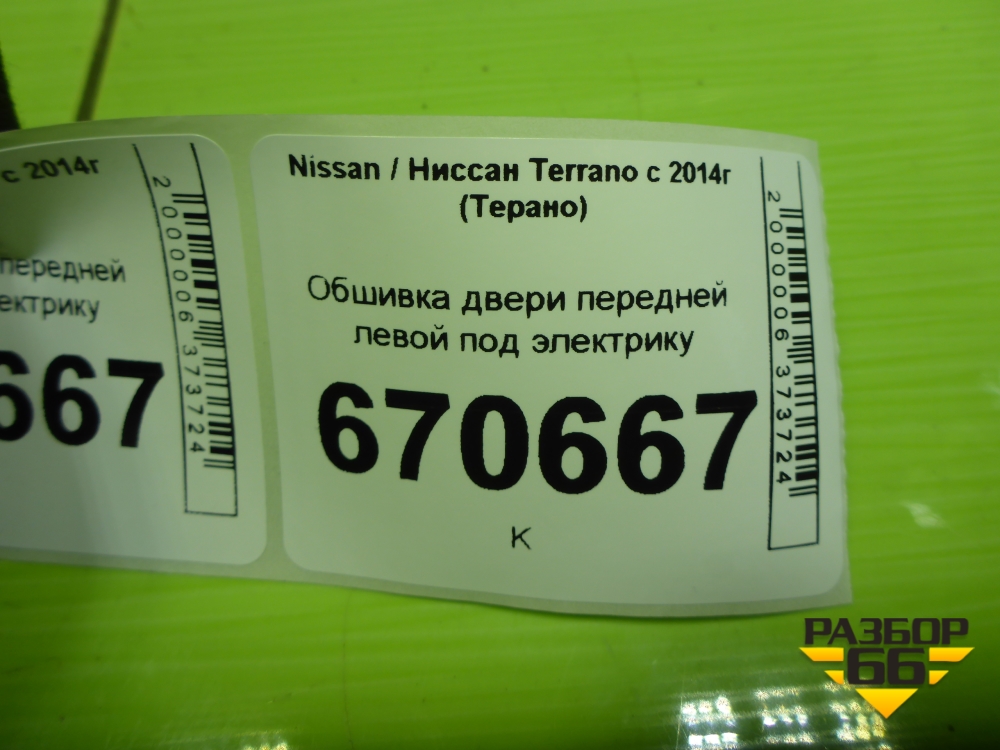 с 2014г
передней
ектрику
667
2000006373724
Nissan / Ниссан Terrano с 2014г
(Терано)
Обшивка двери передней
левой под электрику
670667
К
2000006373724
РАЗБОР
66